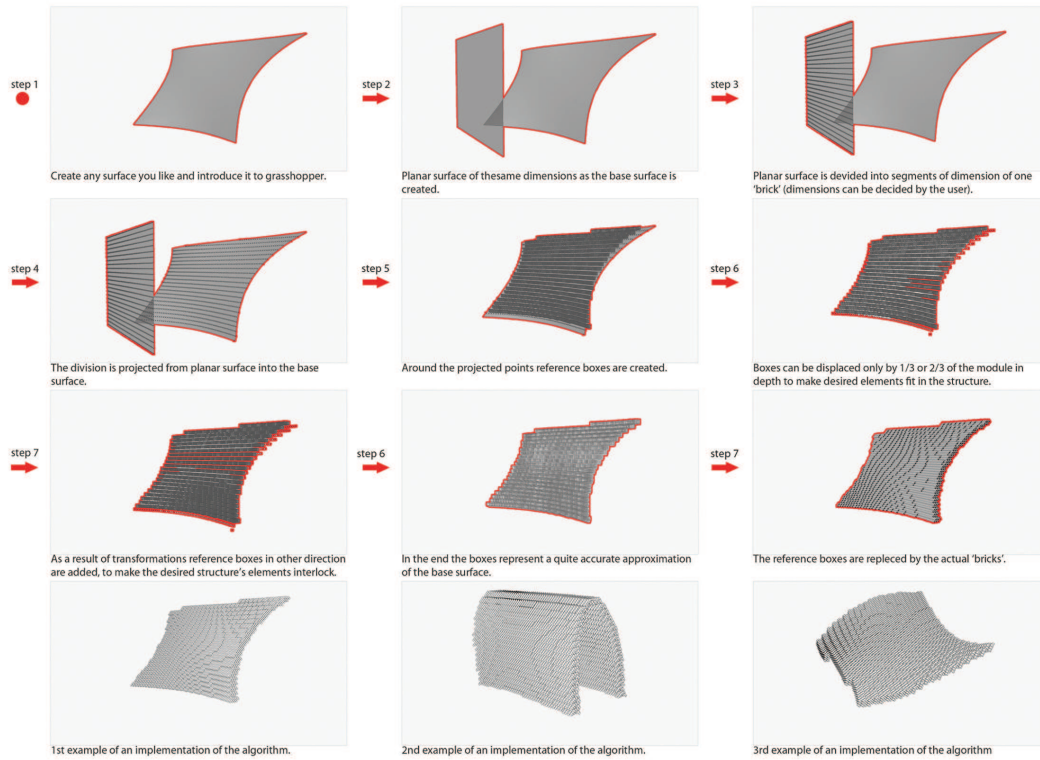 step 1
Create any surface you like and introduce it to grasshopper.
step 2
Planar surface of thesame dimensions as the base surface is
created.
step 3
Planar surface is devided into segments of dimension of one
‘brick’ (dimensions can be decided by the user).
step 4
The division is projected from planar surface into the base
surface.
step 5
Around the projected points reference boxes are created.
step 6
Boxes can be displaced only by 1/3 or 2/3 of the module in
depth to make desired elements fit in the structure.
step 7
As a result of transformations reference boxes in other direction
are added, to make the desired structure’s elements interlock.
step 6
In the end the boxes represent a quite accurate approximation
of the base surface.
step 7
The reference boxes are repleced by the actual ‘bricks’.
1st example of an implementation of the algorithm.
2nd example of an implementation of the algorithm.
3rd example of an implementation of the algorithm